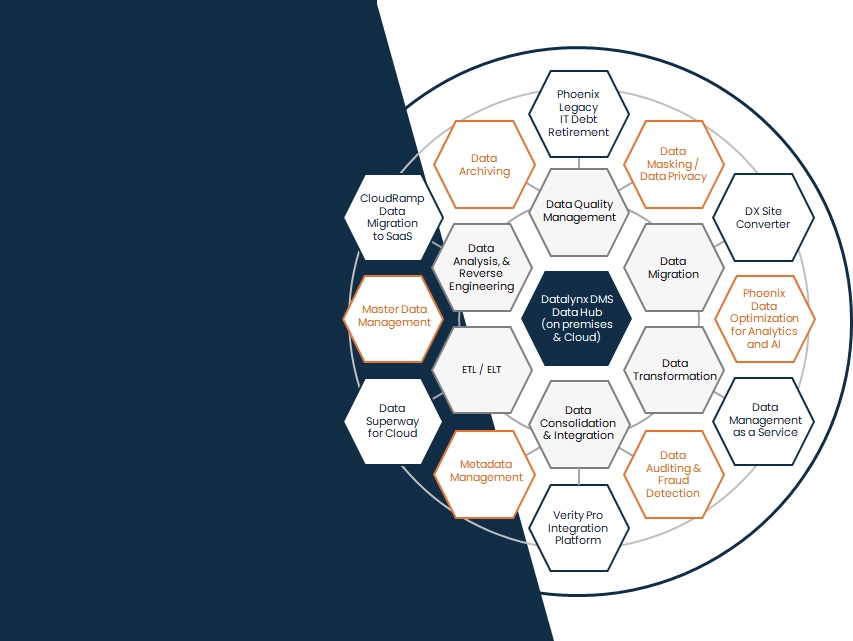 Phoenix
Legacy
IT Debt
Retirement
Data
Archiving
Data
Masking /
Data Privacy
CloudRamp
Data
Migration
to SaaS
Data Quality
Management
DX Site
Converter
Data
Analysis, &
Reverse
Engineering
Data
Migration
Master Data
Management
Datalynx DMS
Data Hub
(on premises
& Cloud)
Phoenix
Data
Optimization
for Analytics
and AI
ETL / ELT
Data
Transformation
Data
Superway
for Cloud
Data
Consolidation
& Integration
Data
Management
as a Service
Metadata
Management
Data
Auditing &
Fraud
Detection
Verity Pro
Integration
Platform